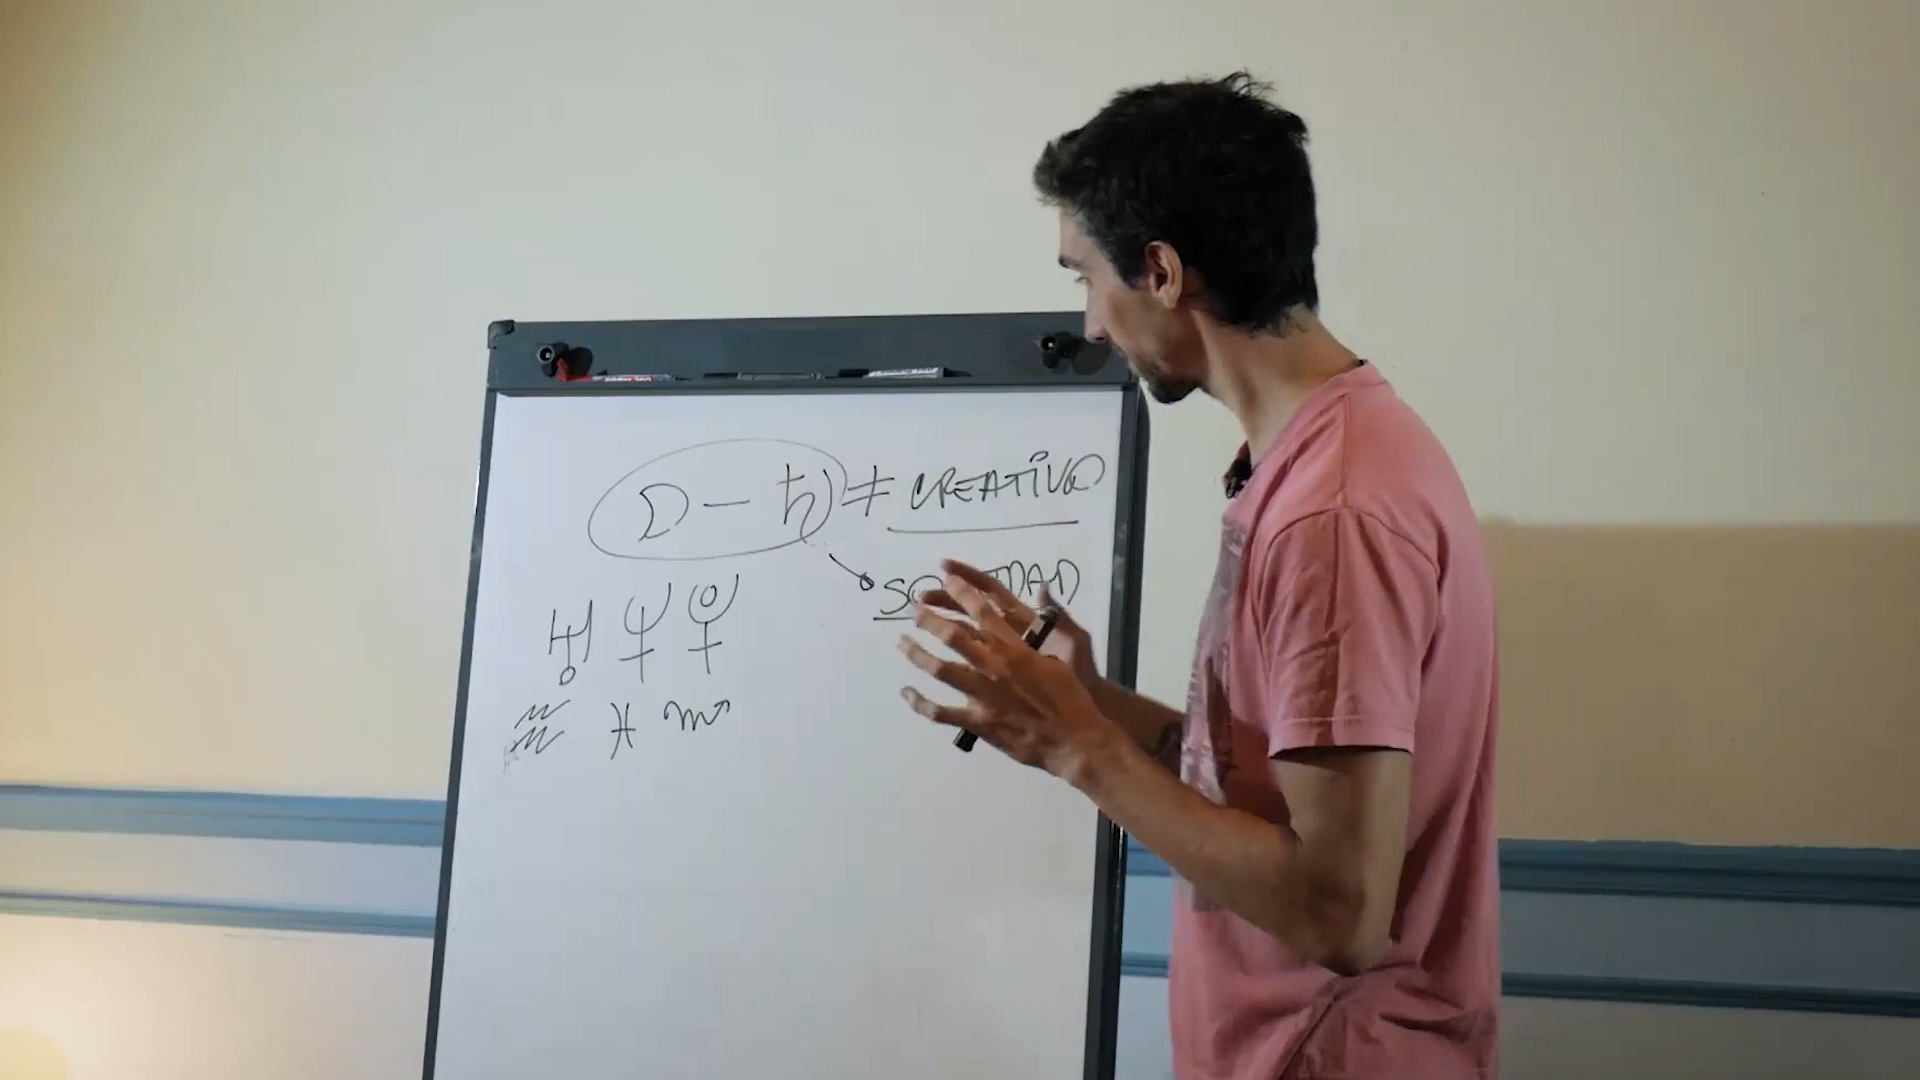 ☽ — ♄ ≠ CREATIVO
♅ ♆ ⯓
♒ ♓ ♏